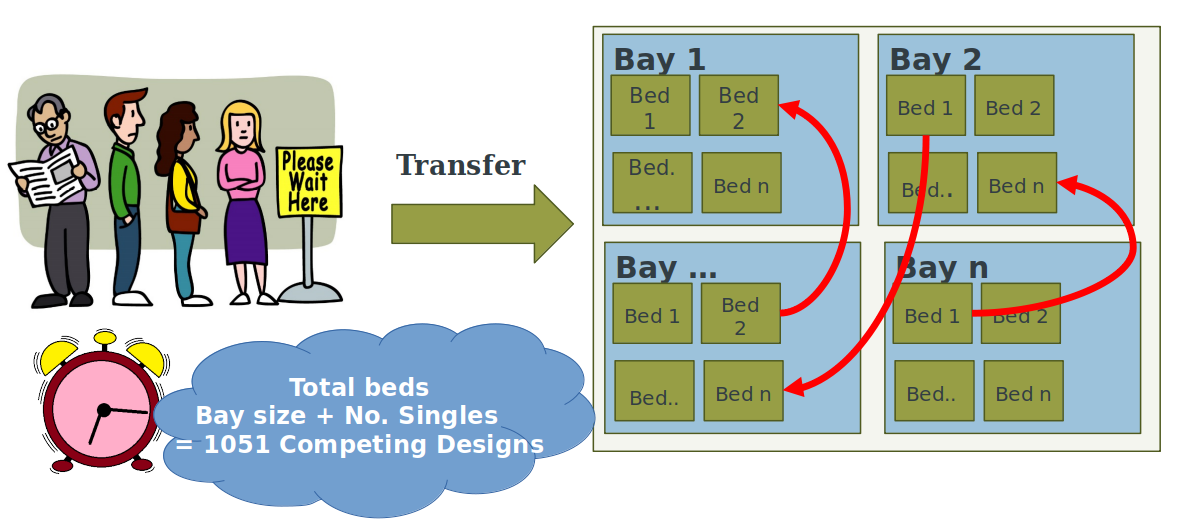 Please
Wait
Here
Transfer
Bay 1
Bed
1
Bed
2
Bed.
...
Bed n
Bay 2
Bed 1
Bed 2
Bed..
Bed n
Bay ...
Bed 1
Bed
2
Bed..
Bed n
Bay n
Bed 1
Bed 2
Bed..
Bed n
Total beds
Bay size + No. Singles
= 1051 Competing Designs